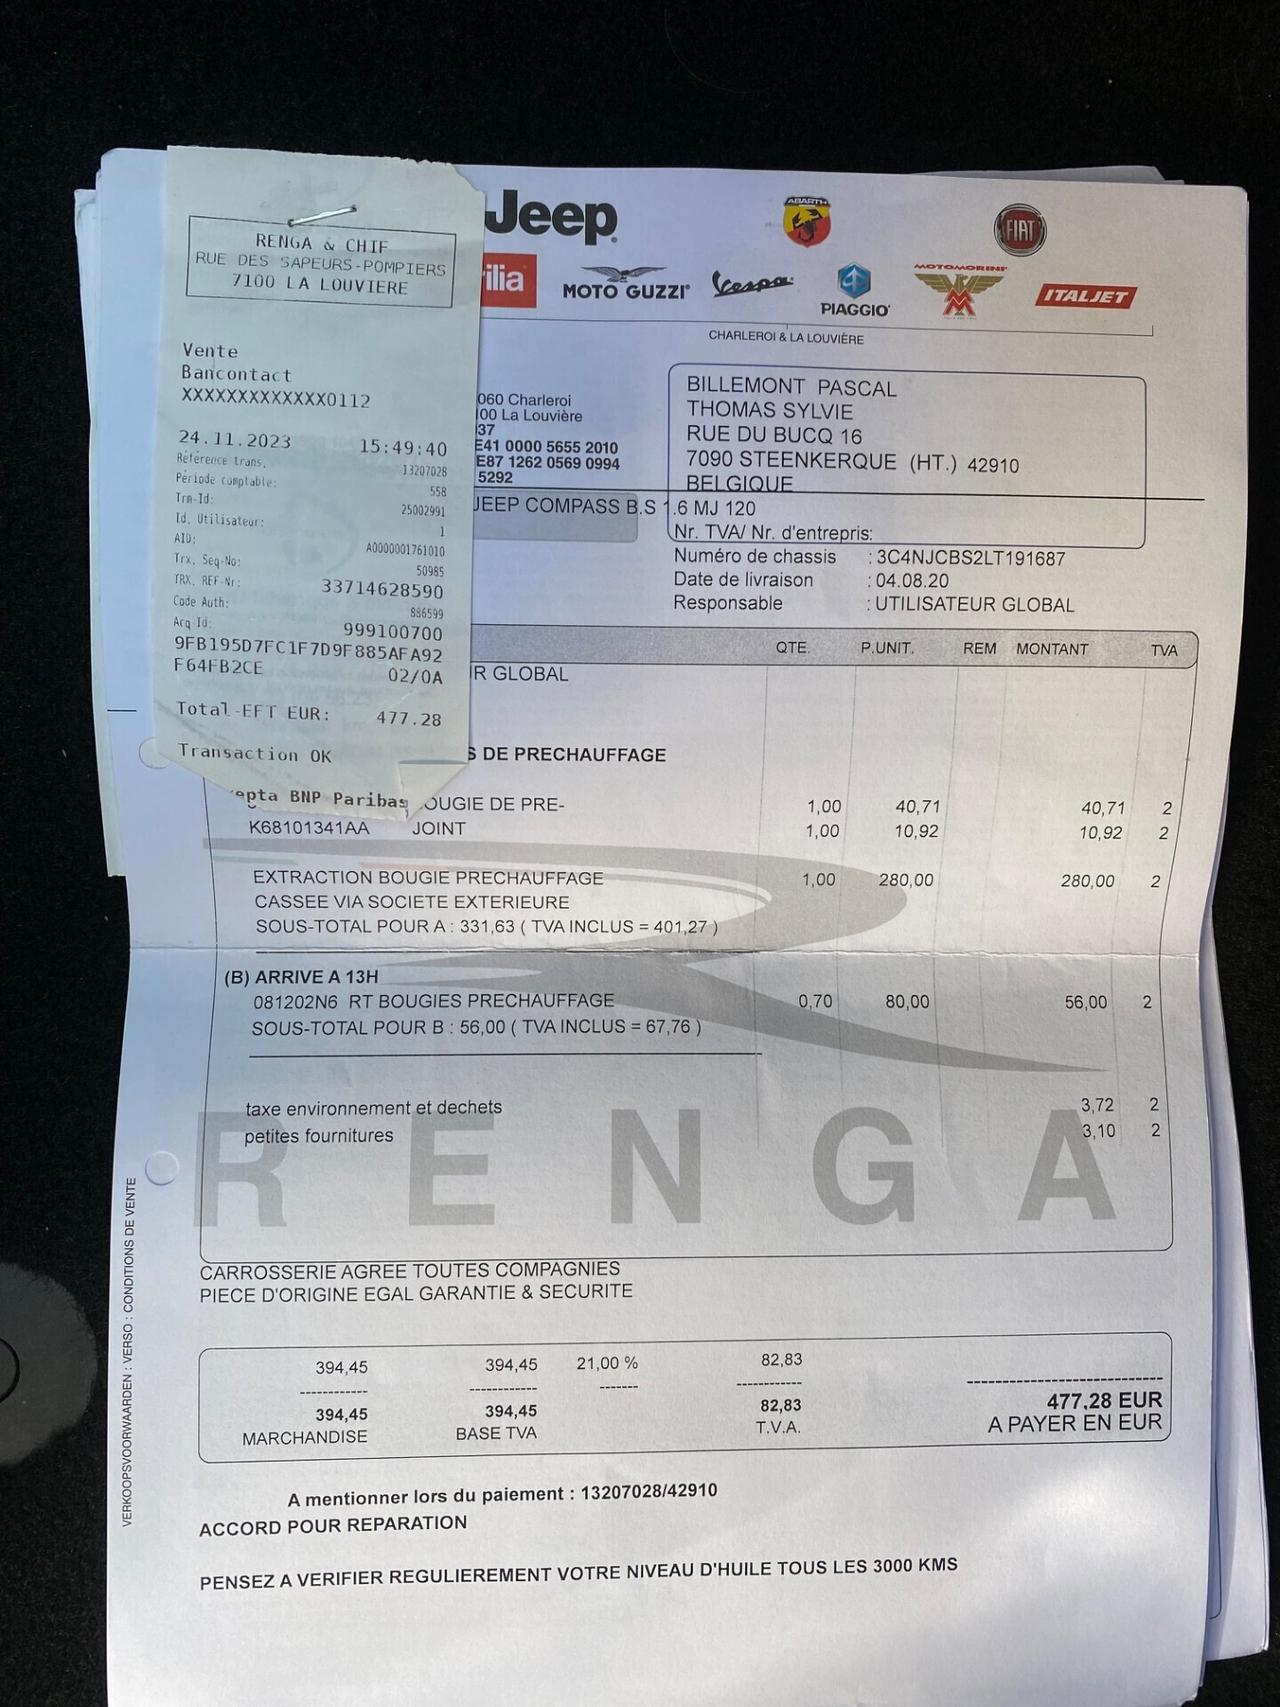 RENGA & CHIF
RUE DES SAPEURS-POMPIERS
7100 LA LOUVIERE
Vente
Bancontact
XXXXXXXXXXXXX0112
24.11.2023 15:49:40
Référence trans. 13207028
Période comptable: 558
Trm-Id: 25002991
Id. Utilisateur: 1
AID: A0000001761010
Trx. Seq-No: 50985
TRX. REF-Nr: 33714628590
Code Auth: 886599
Acq Id: 999100700
9FB195D7FC1F7D9F885AFA92
F64FB2CE 02/0A
Total-EFT EUR: 477.28
Transaction OK
epta BNP Paribas
Jeep
ABARTH
FIAT
rilia
MOTO GUZZI
Vespa
PIAGGIO
MOTOMORINI
ITALJET
CHARLEROI & LA LOUVIÈRE
060 Charleroi
00 La Louvière
37
E41 0000 5655 2010
E87 1262 0569 0994
5292
BILLEMONT PASCAL
THOMAS SYLVIE
RUE DU BUCQ 16
7090 STEENKERQUE (HT.) 42910
BELGIQUE
JEEP COMPASS B.S 1.6 MJ 120
Nr. TVA/ Nr. d'entrepris:
Numéro de chassis : 3C4NJCBS2LT191687
Date de livraison : 04.08.20
Responsable : UTILISATEUR GLOBAL
QTE. P.UNIT. REM MONTANT TVA
R GLOBAL
S DE PRECHAUFFAGE
OUGIE DE PRE- 1,00 40,71 40,71 2
K68101341AA JOINT 1,00 10,92 10,92 2
EXTRACTION BOUGIE PRECHAUFFAGE 1,00 280,00 280,00 2
CASSEE VIA SOCIETE EXTERIEURE
SOUS-TOTAL POUR A : 331,63 ( TVA INCLUS = 401,27 )
(B) ARRIVE A 13H
081202N6 RT BOUGIES PRECHAUFFAGE 0,70 80,00 56,00 2
SOUS-TOTAL POUR B : 56,00 ( TVA INCLUS = 67,76 )
taxe environnement et dechets 3,72 2
petites fournitures 3,10 2
RENGA
CARROSSERIE AGREE TOUTES COMPAGNIES
PIECE D'ORIGINE EGAL GARANTIE & SECURITE
394,45 394,45 21,00 % 82,83
------------ ------------ ------- ------------ ----------------------------
394,45 394,45 82,83 477,28 EUR
MARCHANDISE BASE TVA T.V.A. A PAYER EN EUR
A mentionner lors du paiement : 13207028/42910
ACCORD POUR REPARATION
PENSEZ A VERIFIER REGULIEREMENT VOTRE NIVEAU D'HUILE TOUS LES 3000 KMS
VERKOOPSVOORWAARDEN : VERSO : CONDITIONS DE VENTE